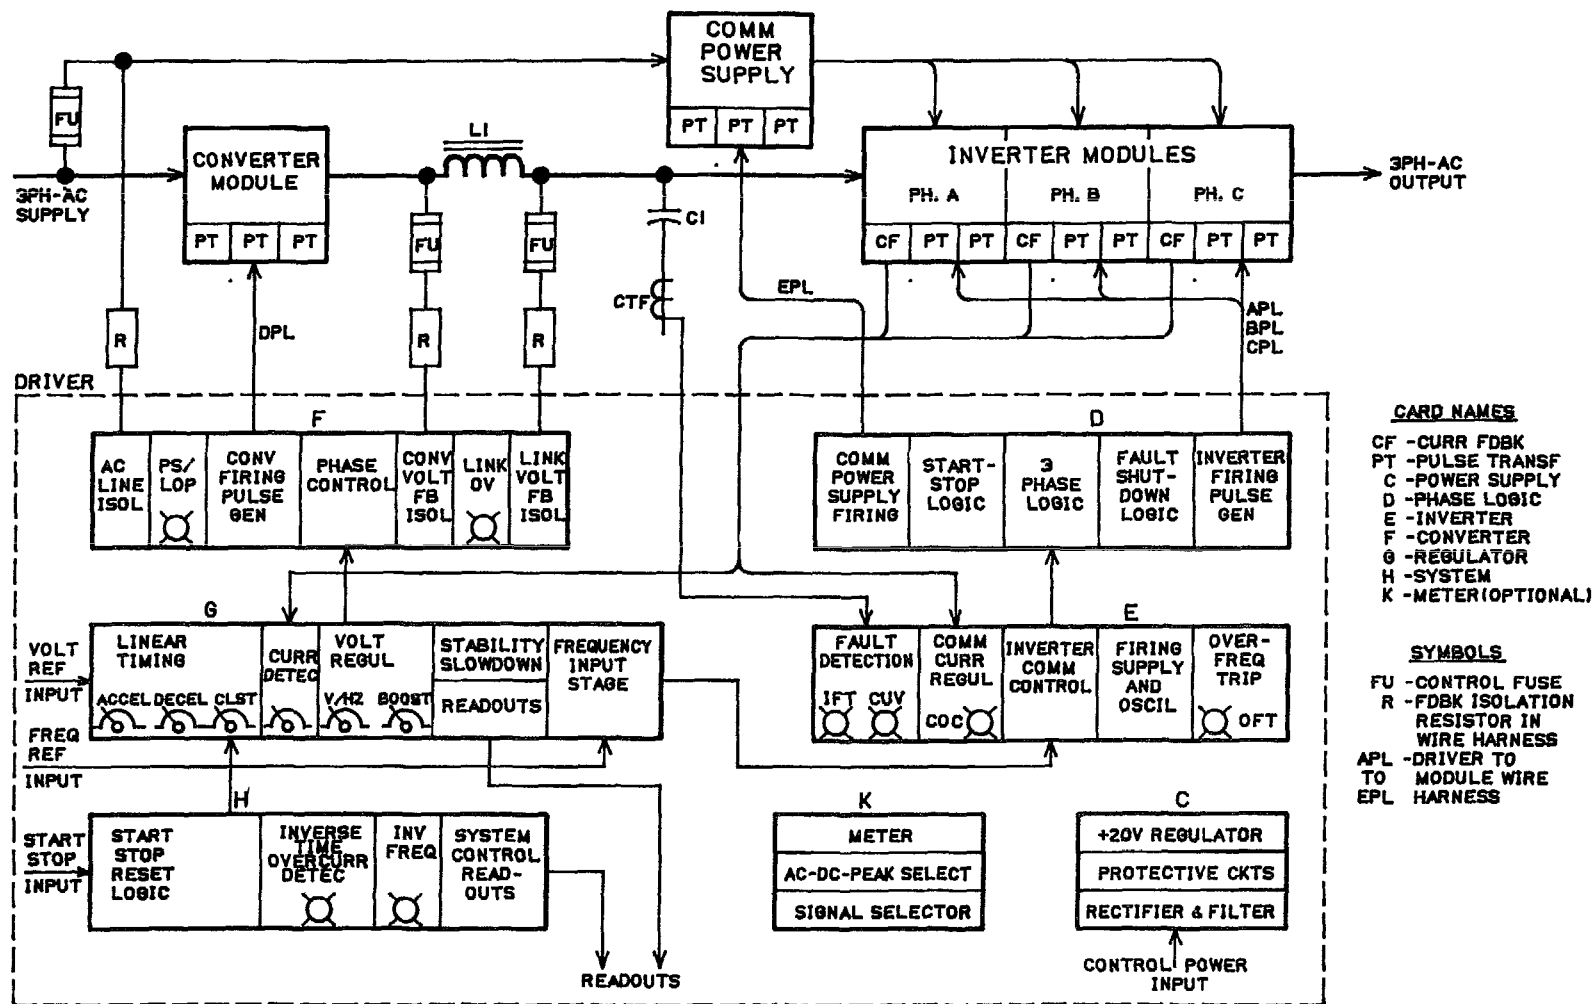 COMM
POWER
SUPPLY
PT PT PT
FU
CONVERTER
MODULE
PT PT PT
3PH-AC
SUPPLY
L1
FU
FU
C1
CTF
INVERTER MODULES
PH. A PH. B PH. C
CF PT PT CF PT PT CF PT PT
3PH-AC
OUTPUT
R
DPL
R
R
EPL
APL
BPL
CPL
DRIVER
F
AC
LINE
ISOL
PS/
LOP
CONV
FIRING
PULSE
GEN
PHASE
CONTROL
CONV
VOLT
FB
ISOL
LINK
OV
LINK
VOLT
FB
ISOL
D
COMM
POWER
SUPPLY
FIRING
START-
STOP
LOGIC
3
PHASE
LOGIC
FAULT
SHUT-
DOWN
LOGIC
INVERTER
FIRING
PULSE
GEN
CARD NAMES
CF -CURR FDBK
PT -PULSE TRANSF
C -POWER SUPPLY
D -PHASE LOGIC
E -INVERTER
F -CONVERTER
G -REGULATOR
H -SYSTEM
K -METER(OPTIONAL)
G
VOLT
REF
INPUT
FREQ
REF
INPUT
LINEAR
TIMING
ACCEL DECEL CLST
CURR
DETEC
VOLT
REGUL
V/HZ BOOST
STABILITY
SLOWDOWN
READOUTS
FREQUENCY
INPUT
STAGE
E
FAULT
DETECTION
IFT CUV
COMM
CURR
REGUL
COC
INVERTER
COMM
CONTROL
FIRING
SUPPLY
AND
OSCIL
OVER-
FREQ
TRIP
OFT
SYMBOLS
FU -CONTROL FUSE
R -FDBK ISOLATION
RESISTOR IN
WIRE HARNESS
APL -DRIVER TO
TO MODULE WIRE
EPL HARNESS
H
START
STOP
INPUT
START
STOP
RESET
LOGIC
INVERSE
TIME
OVERCURR
DETEC
INV
FREQ
SYSTEM
CONTROL
READ-
OUTS
READOUTS
K
METER
AC-DC-PEAK SELECT
SIGNAL SELECTOR
C
+20V REGULATOR
PROTECTIVE CKTS
RECTIFIER & FILTER
CONTROL POWER
INPUT